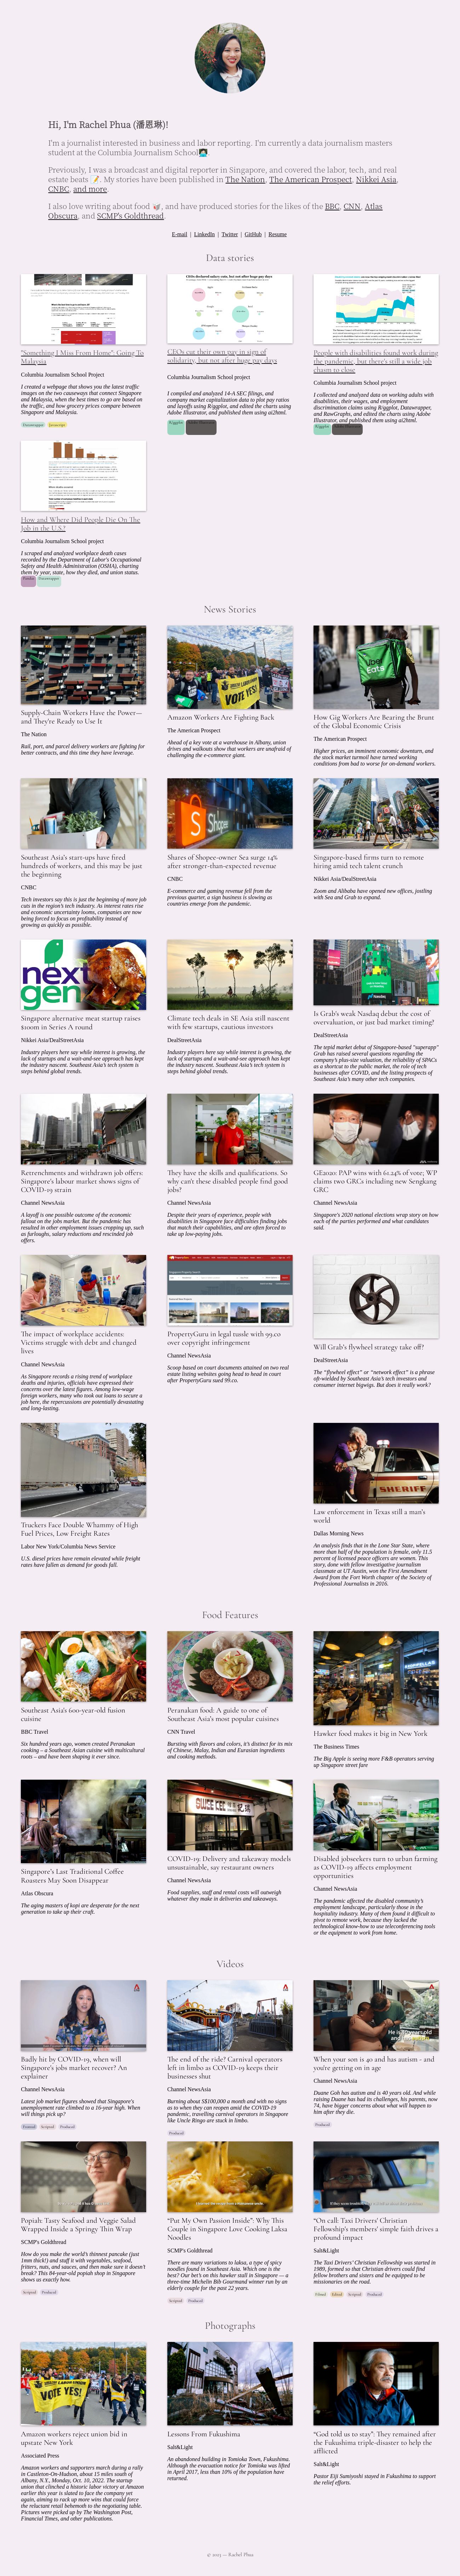 Hi, I'm Rachel Phua (潘恩琳)!
I'm a journalist interested in business and labor reporting. I'm currently a data journalism masters
student at the Columbia Journalism School
Previously, I was a broadcast and digital reporter in Singapore, and covered the labor, tech, and real
estate beats 📝. My stories have been published in The Nation, The American Prospect, Nikkei Asia,
CNBC, and more.
I also love writing about food 🥡, and have produced stories for the likes of the BBC, CNN, Atlas
Obscura, and SCMP's Goldthread.
E-mail | LinkedIn | Twitter | GitHub | Resume
Data stories
"Something I Miss From Home": Going To
Malaysia
Columbia Journalism School Project
I created a webpage that displays the latest traffic
images on the two causeways that connect Singapore
and Malaysia, when the best times to go are based on
the traffic, and how grocery prices compare between
Singapore and Malaysia.
Datawrapper Javascript
CEOs cut their own pay in sign of
solidarity, but not after huge pay days
Columbia Journalism School project
I compiled and analyzed 14-A SEC filings, and
company market capitalization data to plot pay ratios
and layoffs using R/ggplot, and edited the charts using
Adobe Illustrator, and published them using ai2html.
People with disabilities found work during
the pandemic, but there's still a wide job
chasm to close
Columbia Journalism School project
I collected and analyzed data on working adults with
disabilities, their wages, and employment
discrimination claims using R/ggplot, Datawrapper,
and RawGraphs, and edited the charts using Adobe
Illustrator, and published them using ai2html.
How and Where Did People Die On The
Job in the U.S.?
Columbia Journalism School project
I scraped and analyzed workplace death cases
recorded by the Department of Labor's Occupational
Safety and Health Administration (OSHA), charting
them by year, state, how they died, and union status.
Pandas Datawrapper
News Stories
Supply-Chain Workers Have the Power—
and They're Ready to Use It
The Nation
Rail, port, and parcel delivery workers are fighting for
better contracts, and this time they have leverage.
VOTE YES!
Amazon Workers Are Fighting Back
The American Prospect
Ahead of a key vote at a warehouse in Albany, union
drives and walkouts show that workers are unafraid of
challenging the e-commerce giant.
Uber
Eats
How Gig Workers Are Bearing the Brunt
of the Global Economic Crisis
The American Prospect
Higher prices, an imminent economic downturn, and
the stock market turmoil have turned working
conditions from bad to worse for on-demand workers.
Southeast Asia's start-ups have fired
hundreds of workers, and this may be just
the beginning
CNBC
Tech investors say this is just the beginning of more job
cuts in the region's tech industry. As interest rates rise
and economic uncertainty looms, companies are now
being forced to focus on profitability instead of
growing as quickly as possible.
Shopee
Shares of Shopee-owner Sea surge 14%
after stronger-than-expected revenue
CNBC
E-commerce and gaming revenue fell from the
previous quarter, a sign business is slowing as
countries emerge from the pandemic.
Singapore-based firms turn to remote
hiring amid tech talent crunch
Nikkei Asia/DealStreetAsia
Zoom and Alibaba have opened new offices, jostling
with Sea and Grab to expand.
next
gen
Singapore alternative meat startup raises
$100m in Series A round
Nikkei Asia/DealStreetAsia
Industry players here say while interest is growing, the
lack of startups and a wait-and-see approach has kept
the industry nascent. Southeast Asia's tech system is
steps behind global trends.
Climate tech deals in SE Asia still nascent
with few startups, cautious investors
DealStreetAsia
Industry players here say while interest is growing, the
lack of startups and a wait-and-see approach has kept
the industry nascent. Southeast Asia's tech system is
steps behind global trends.
Is Grab's weak Nasdaq debut the cost of
overvaluation, or just bad market timing?
DealStreetAsia
The tepid market debut of Singapore-based "superapp"
Grab has raised several questions regarding the
company's plus-size valuation, the reliability of SPACs
as a shortcut to the public market, the role of tech
businesses after COVID, and the listing prospects of
Southeast Asia's many other tech companies.
Retrenchments and withdrawn job offers:
Singapore's labour market shows signs of
COVID-19 strain
Channel NewsAsia
A layoff is one possible outcome of the economic
fallout on the jobs market. But the pandemic has
resulted in other employment issues cropping up, such
as furloughs, salary reductions and rescinded job
offers.
They have the skills and qualifications. So
why can't these disabled people find good
jobs?
Channel NewsAsia
Despite their years of experience, people with
disabilities in Singapore face difficulties finding jobs
that match their capabilities, and are often forced to
take up low-paying jobs.
GE2020: PAP wins with 61.24% of vote; WP
claims two GRCs including new Sengkang
GRC
Channel NewsAsia
Singapore's 2020 national elections wrap story on how
each of the parties performed and what candidates
said.
The impact of workplace accidents:
Victims struggle with debt and changed
lives
Channel NewsAsia
As Singapore records a rising trend of workplace
deaths and injuries, officials have expressed their
concerns over the latest figures. Among low-wage
foreign workers, many who took out loans to secure a
job here, the repercussions are potentially devastating
and long-lasting.
PropertyGuru in legal tussle with 99.co
over copyright infringement
Channel NewsAsia
Scoop based on court documents attained on two real
estate listing websites going head to head in court
after PropertyGuru sued 99.co.
Will Grab's flywheel strategy take off?
DealStreetAsia
The "flywheel effect" or "network effect" is a phrase
oft-wielded by Southeast Asia's tech investors and
consumer internet bigwigs. But does it really work?
Truckers Face Double Whammy of High
Fuel Prices, Low Freight Rates
Labor New York/Columbia News Service
U.S. diesel prices have remain elevated while freight
rates have fallen as demand for goods fall.
SHERIFF
Law enforcement in Texas still a man's
world
Dallas Morning News
An analysis finds that in the Lone Star State, where
more than half of the population is female, only 11.5
percent of licensed peace officers are women. This
story, done with fellow investigative journalism
classmate at UT Austin, won the First Amendment
Award from the Fort Worth chapter of the Society of
Professional Journalists in 2016.
Food Features
Southeast Asia's 600-year-old fusion
cuisine
BBC Travel
Six hundred years ago, women created Peranakan
cooking – a Southeast Asian cuisine with multicultural
roots – and have been shaping it ever since.
Peranakan food: A guide to one of
Southeast Asia's most popular cuisines
CNN Travel
Bursting with flavors and colors, it's distinct for its mix
of Chinese, Malay, Indian and Eurasian ingredients
and cooking methods.
Hawker food makes it big in New York
The Business Times
The Big Apple is seeing more F&B operators serving
up Singapore street fare
Singapore's Last Traditional Coffee
Roasters May Soon Disappear
Atlas Obscura
The aging masters of kopi are desperate for the next
generation to take up their craft.
COVID-19: Delivery and takeaway models
unsustainable, say restaurant owners
Channel NewsAsia
Food supplies, staff and rental costs will outweigh
whatever they make in deliveries and takeaways.
Disabled jobseekers turn to urban farming
as COVID-19 affects employment
opportunities
Channel NewsAsia
The pandemic affected the disabled community's
employment landscape, particularly those in the
hospitality industry. Many of them found it difficult to
pivot to remote work, because they lacked the
technological know-how to use teleconferencing tools
or the equipment to work from home.
Videos
Badly hit by COVID-19, when will
Singapore's jobs market recover? An
explainer
Channel NewsAsia
Latest job market figures showed that Singapore's
unemployment rate climbed to a 16-year high. When
will things pick up?
Fronted Scripted Produced
The end of the ride? Carnival operators
left in limbo as COVID-19 keeps their
businesses shut
Channel NewsAsia
Burning about S$100,000 a month and with no signs
as to when they can reopen amid the COVID-19
pandemic, travelling carnival operators in Singapore
like Uncle Ringo are stuck in limbo.
Produced
When your son is 40 and has autism - and
you're getting on in age
Channel NewsAsia
Duane Goh has autism and is 40 years old. And while
raising Duane has had its challenges, his parents, now
74, have bigger concerns about what will happen to
him after they die.
Produced
Popiah: Tasty Seafood and Veggie Salad
Wrapped Inside a Springy Thin Wrap
SCMP's Goldthread
How do you make the world's thinnest pancake (just
1mm thick!) and stuff it with vegetables, seafood,
fritters, nuts, and sauces, and then make sure it doesn't
break? This 84-year-old popiah shop in Singapore
shows us exactly how.
Scripted Produced
"Put My Own Passion Inside": Why This
Couple in Singapore Love Cooking Laksa
Noodles
SCMP's Goldthread
There are many variations to laksa, a type of spicy
noodles found in Southeast Asia. Which one is the
best? Our bet's on this hawker stall in Singapore — a
three-time Michelin Bib Gourmand winner run by an
elderly couple for the past 22 years.
Scripted Produced
"On call: Taxi Drivers' Christian
Fellowship's members' simple faith drives a
profound impact
Salt&Light
The Taxi Drivers' Christian Fellowship was started in
1989, formed so that Christian drivers could find
fellow brothers and sisters and be equipped to be
missionaries on the road.
Filmed Edited Scripted Produced
Photographs
VOTE YES!
Amazon workers reject union bid in
upstate New York
Associated Press
Amazon workers and supporters march during a rally
in Castleton-On-Hudson, about 15 miles south of
Albany, N.Y., Monday, Oct. 10, 2022. The startup
union that clinched a historic labor victory at Amazon
earlier this year is slated to face the company yet
again, aiming to rack up more wins that could force
the reluctant retail behemoth to the negotiating table.
Pictures were picked up by The Washington Post,
Financial Times, and other publications.
Lessons From Fukushima
Salt&Light
An abandoned building in Tomioka Town, Fukushima.
Although the evacuation notice for Tomioka was lifted
in April 2017, less than 10% of the population have
returned.
"God told us to stay": They remained after
the Fukushima triple-disaster to help the
afflicted
Salt&Light
Pastor Eiji Sumiyoshi stayed in Fukushima to support
the relief efforts.
© 2023 — Rachel Phua